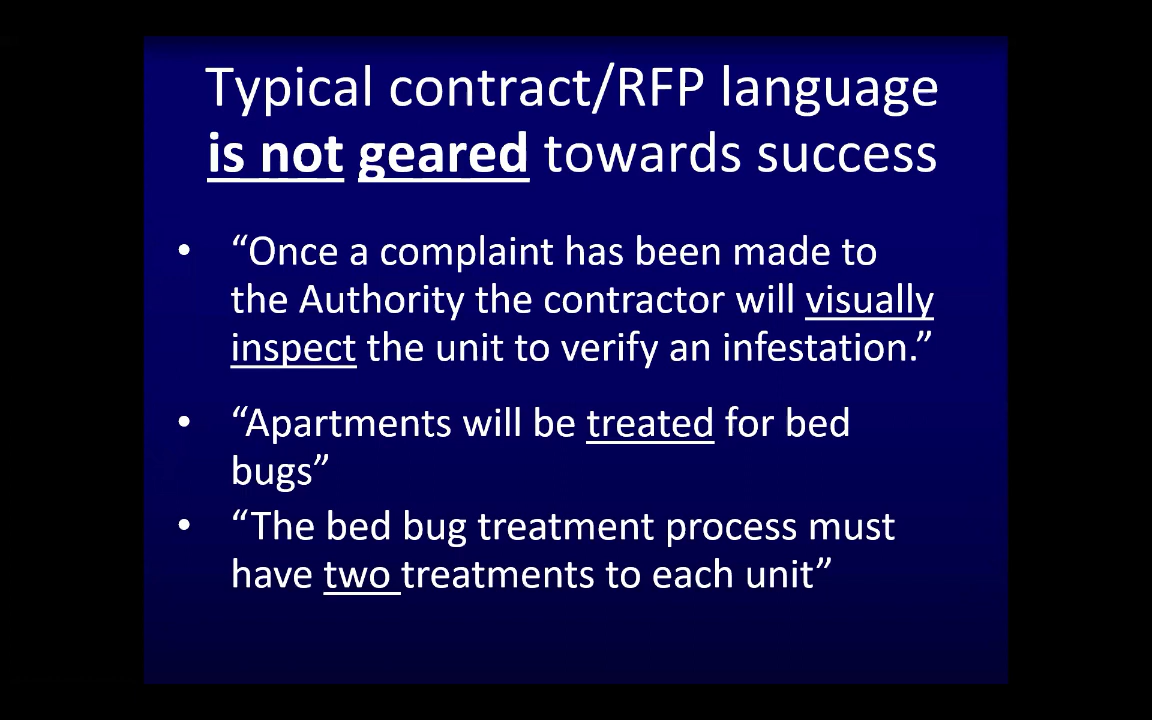 Typical contract/RFP language
is not geared towards success
• “Once a complaint has been made to
the Authority the contractor will visually
inspect the unit to verify an infestation.”
• “Apartments will be treated for bed
bugs”
• “The bed bug treatment process must
have two treatments to each unit”